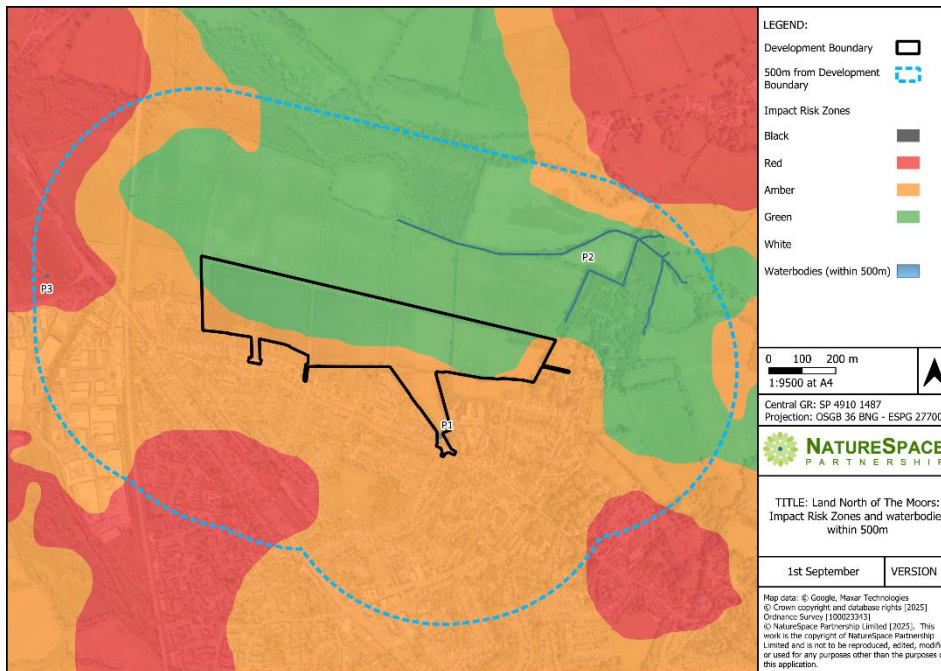 P3
P2
P1
LEGEND:
Development Boundary
500m from Development
Boundary
Impact Risk Zones
Black
Red
Amber
Green
White
Waterbodies (within 500m)
0 100 200 m
1:9500 at A4
Central GR: SP 4910 1487
Projection: OSGB 36 BNG - ESPG 27700
NATURESPACE
PARTNERSHIP
TITLE: Land North of The Moors:
Impact Risk Zones and waterbodie
within 500m
1st September
VERSION
Map data: © Google, Maxar Technologies
© Crown copyright and database rights [2025]
Ordnance Survey [100023343]
© NatureSpace Partnership Limited [2025]. This
work is the copyright of NatureSpace Partnership
Limited and is not to be reproduced, edited, modifi
or used for any purposes other than the purposes o
this application.